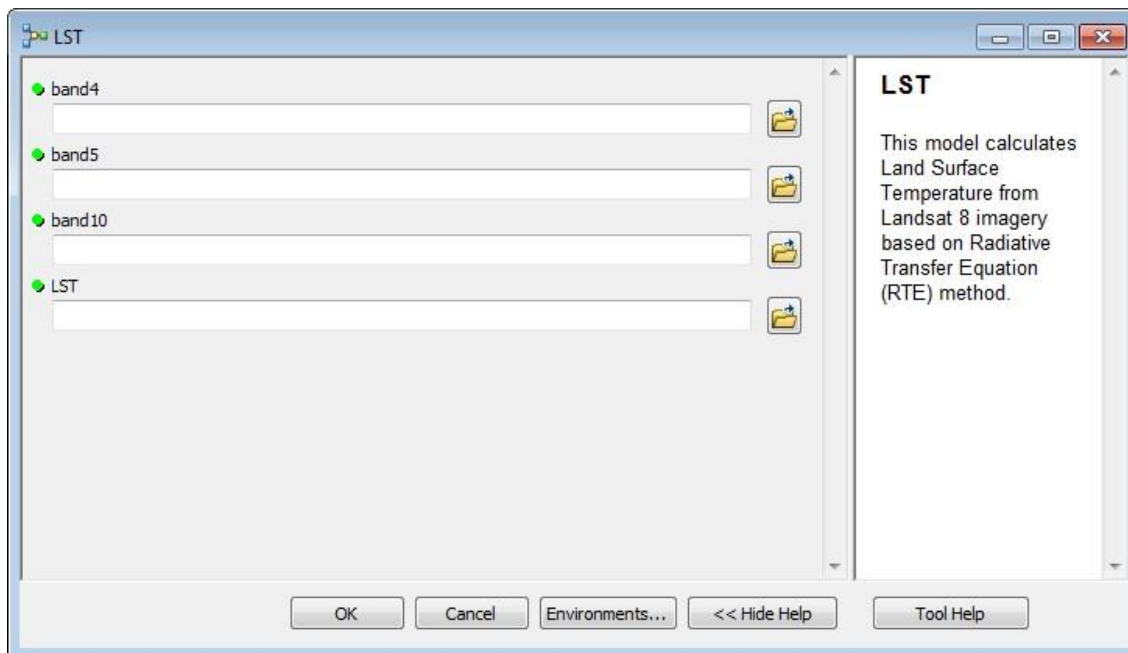 LST
band4
band5
band10
LST
LST
This model calculates
Land Surface
Temperature from
Landsat 8 imagery
based on Radiative
Transfer Equation
(RTE) method.
OK
Cancel
Environments...
<< Hide Help
Tool Help